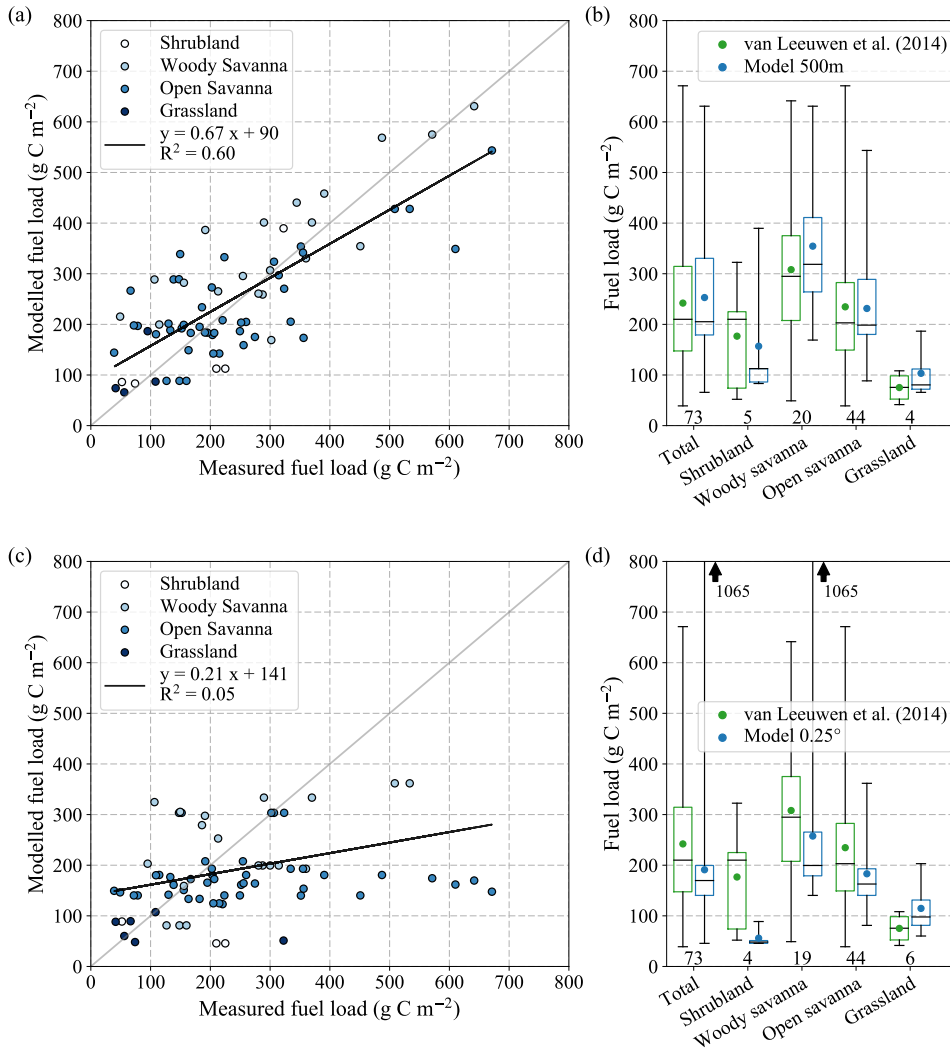 (a)
800
700
600
500
400
300
200
100
0
Modelled fuel load (g C m−2)
Shrubland
Woody Savanna
Open Savanna
Grassland
y = 0.67 x + 90
R2 = 0.60
0 100 200 300 400 500 600 700 800
Measured fuel load (g C m−2)
(b)
800
700
600
500
400
300
200
100
0
Fuel load (g C m−2)
van Leeuwen et al. (2014)
Model 500m
73 5 20 44 4
Total
Shrubland
Woody savanna
Open savanna
Grassland
(c)
800
700
600
500
400
300
200
100
0
Modelled fuel load (g C m−2)
Shrubland
Woody Savanna
Open Savanna
Grassland
y = 0.21 x + 141
R2 = 0.05
0 100 200 300 400 500 600 700 800
Measured fuel load (g C m−2)
(d)
800
700
600
500
400
300
200
100
0
Fuel load (g C m−2)
1065 1065
van Leeuwen et al. (2014)
Model 0.25°
73 4 19 44 6
Total
Shrubland
Woody savanna
Open savanna
Grassland